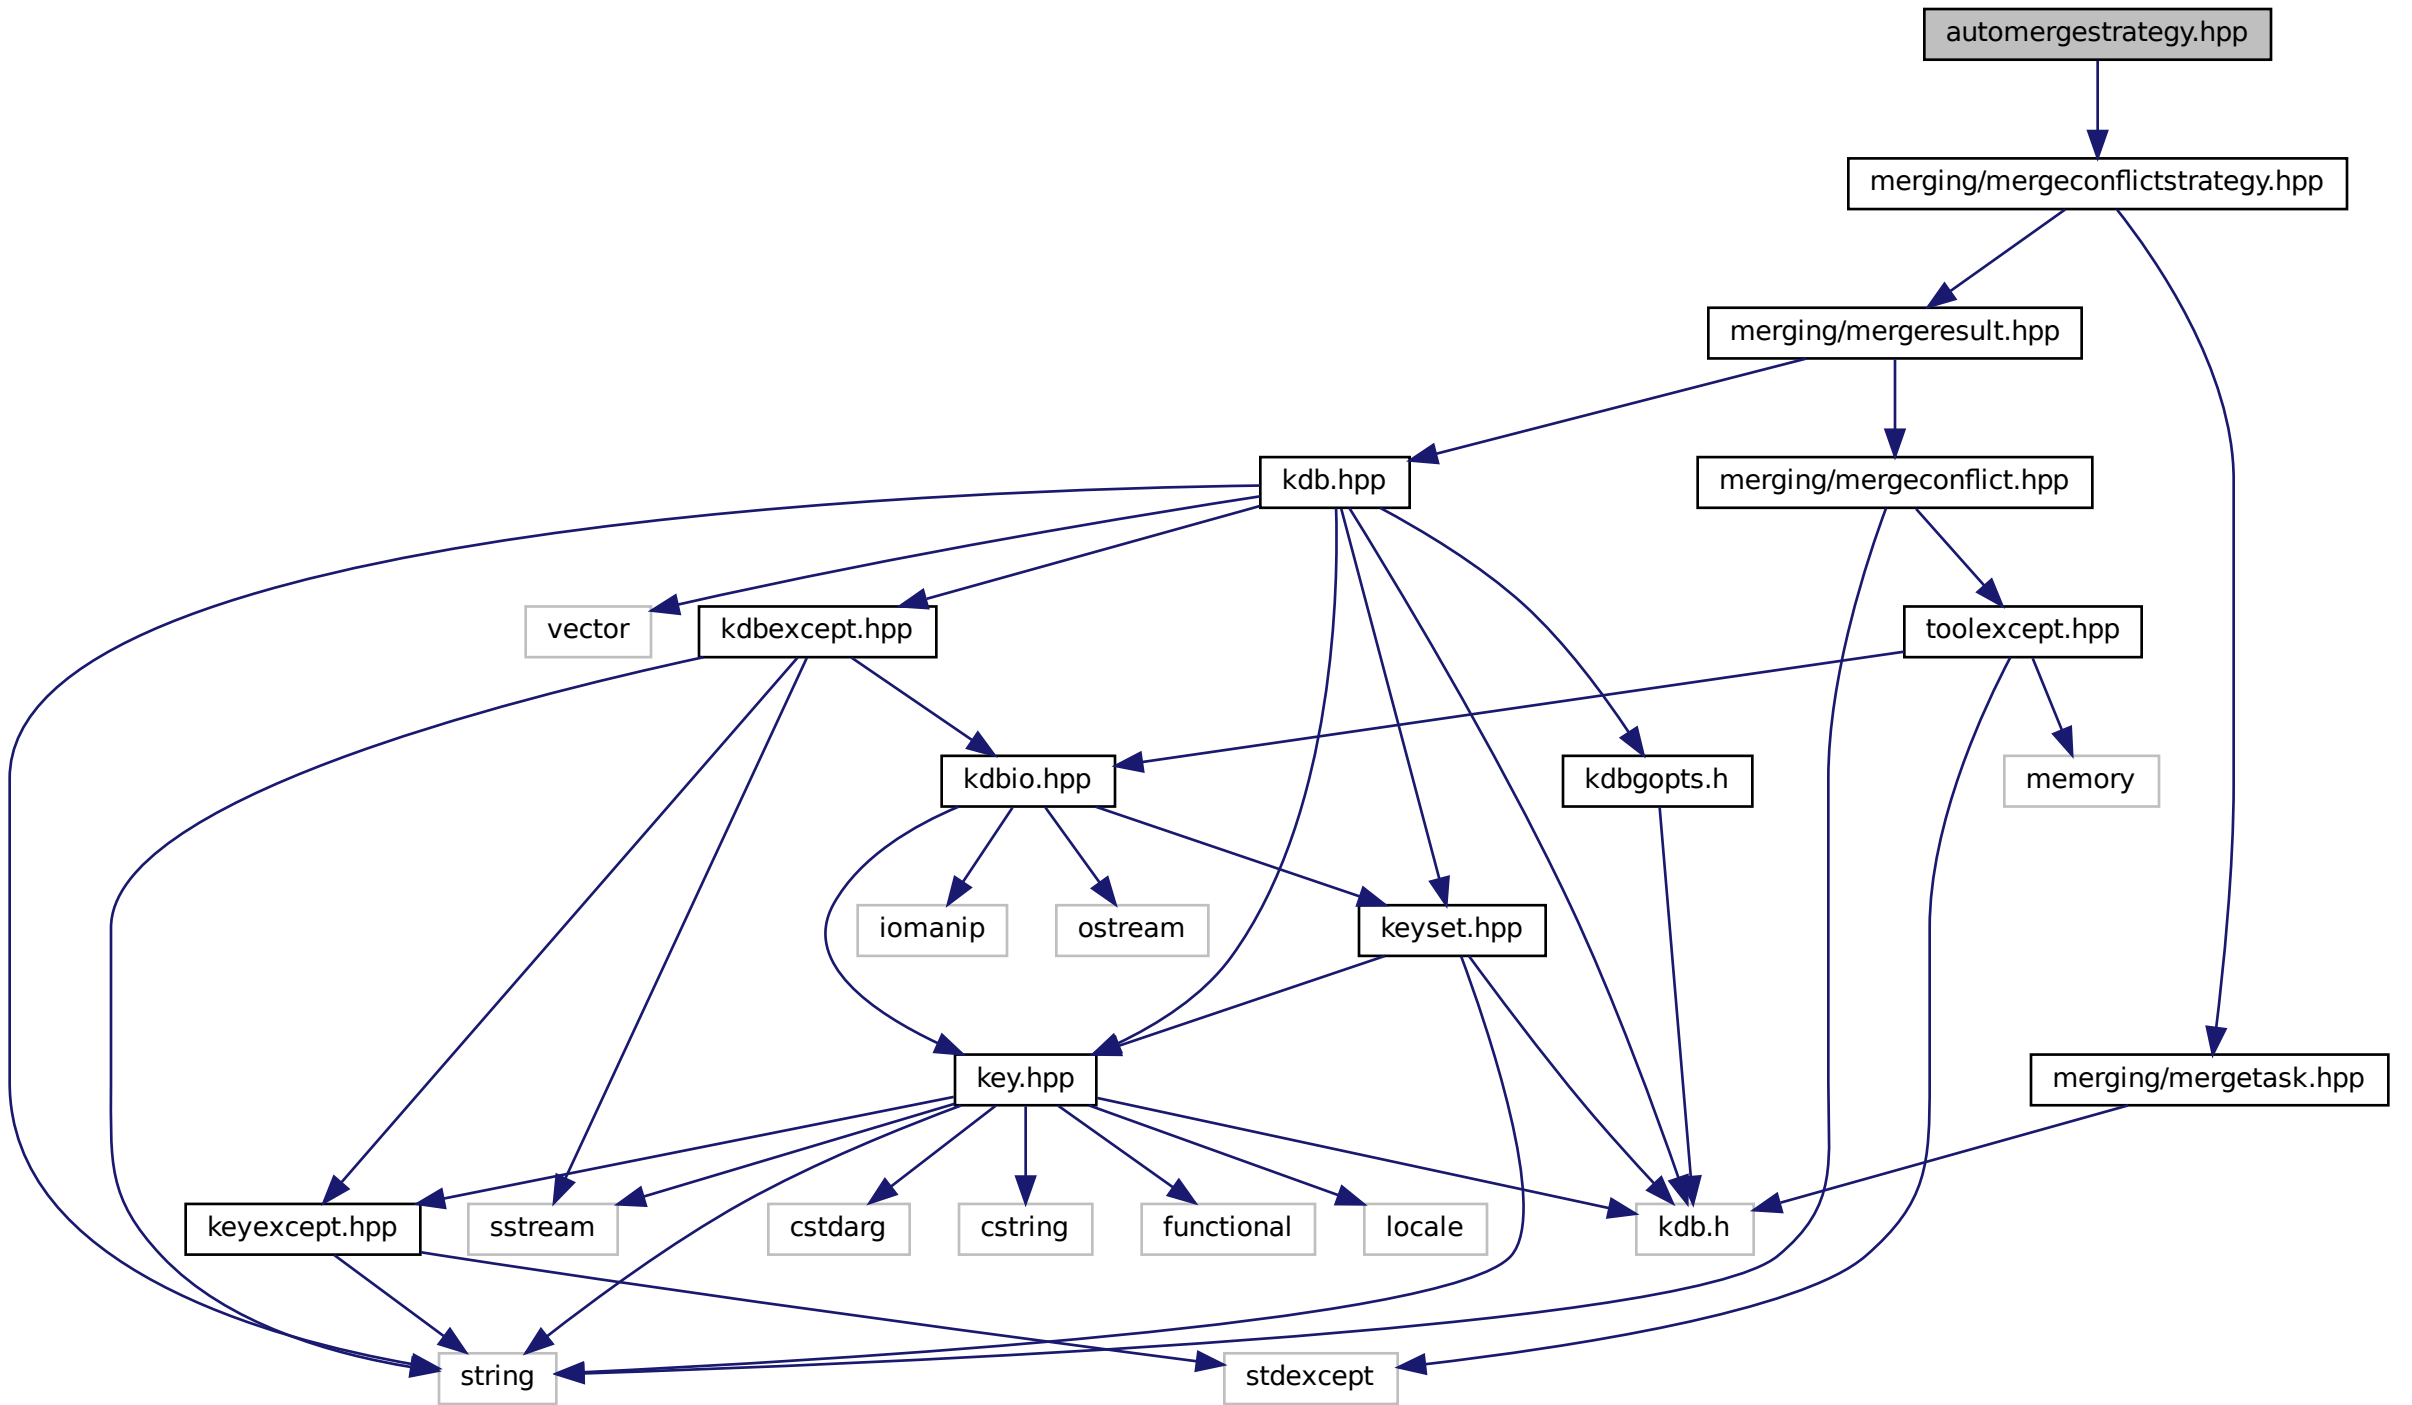 automergestrategy.hpp
merging/mergeconflictstrategy.hpp
merging/mergeresult.hpp
kdb.hpp
merging/mergeconflict.hpp
vector
kdbexcept.hpp
toolexcept.hpp
kdbio.hpp
kdbgopts.h
memory
iomanip
ostream
keyset.hpp
key.hpp
merging/mergetask.hpp
keyexcept.hpp
sstream
cstdarg
cstring
functional
locale
kdb.h
string
stdexcept